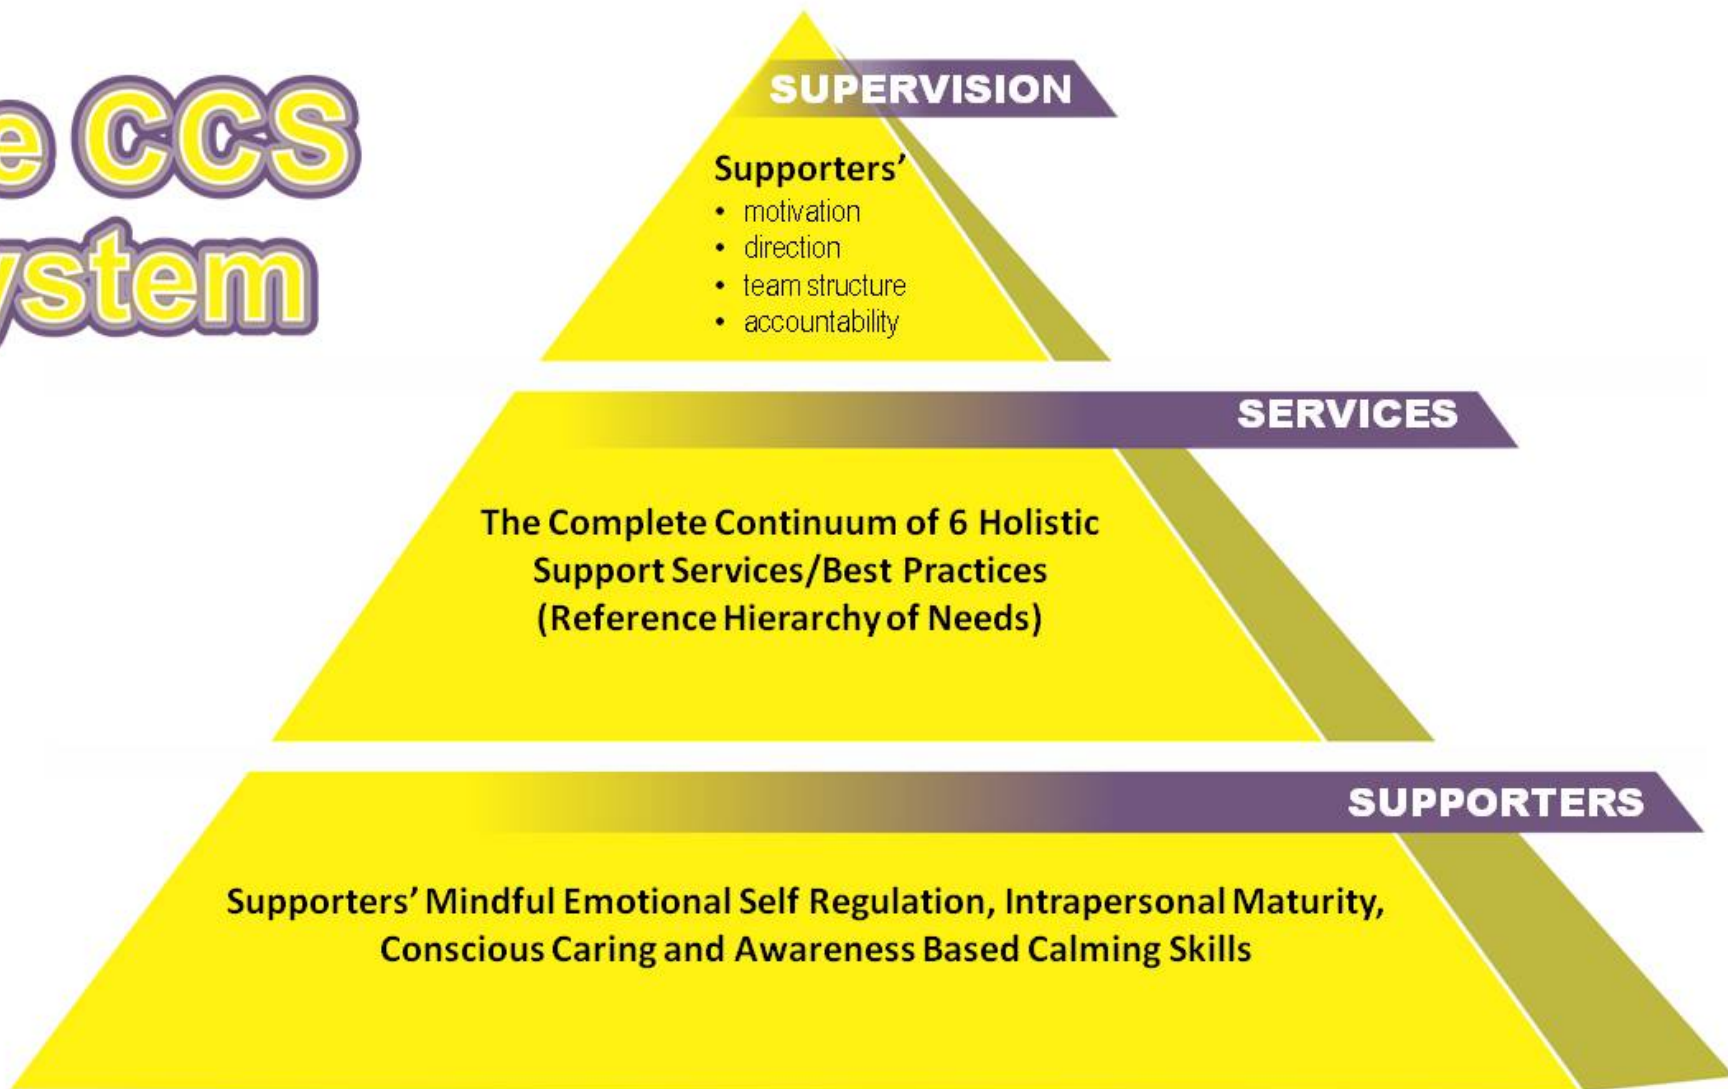 e CCS
ystem
SUPERVISION
Supporters'
• motivation
• direction
• team structure
• accountability
SERVICES
The Complete Continuum of 6 Holistic
Support Services/Best Practices
(Reference Hierarchy of Needs)
SUPPORTERS
Supporters' Mindful Emotional Self Regulation, Intrapersonal Maturity,
Conscious Caring and Awareness Based Calming Skills